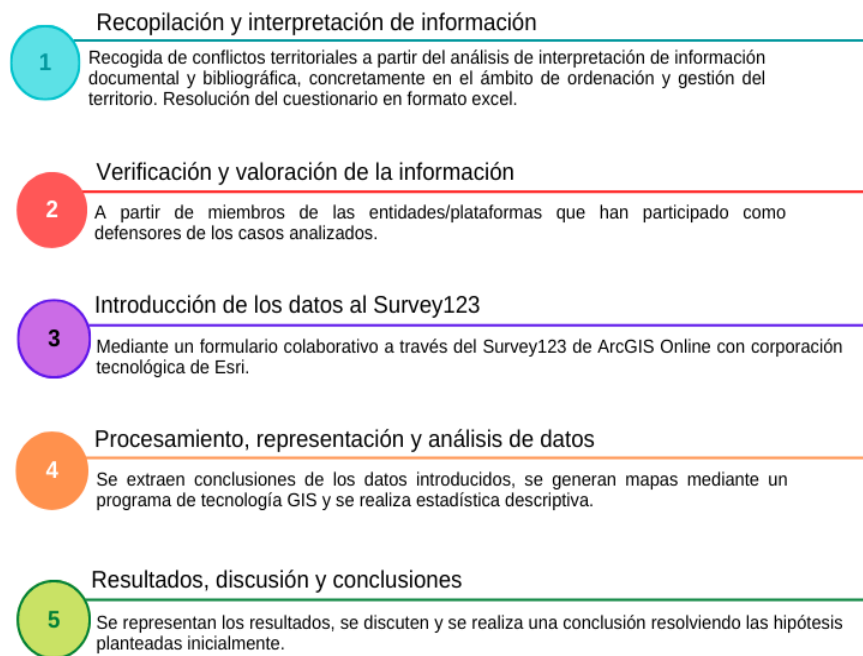 Recopilación y interpretación de información
1
Recogida de conflictos territoriales a partir del análisis de interpretación de información
documental y bibliográfica, concretamente en el ámbito de ordenación y gestión del
territorio. Resolución del cuestionario en formato excel.
Verificación y valoración de la información
2
A partir de miembros de las entidades/plataformas que han participado como
defensores de los casos analizados.
Introducción de los datos al Survey123
3
Mediante un formulario colaborativo a través del Survey123 de ArcGIS Online con corporación
tecnológica de Esri.
Procesamiento, representación y análisis de datos
4
Se extraen conclusiones de los datos introducidos, se generan mapas mediante un
programa de tecnología GIS y se realiza estadística descriptiva.
Resultados, discusión y conclusiones
5
Se representan los resultados, se discuten y se realiza una conclusión resolviendo las hipótesis
planteadas inicialmente.